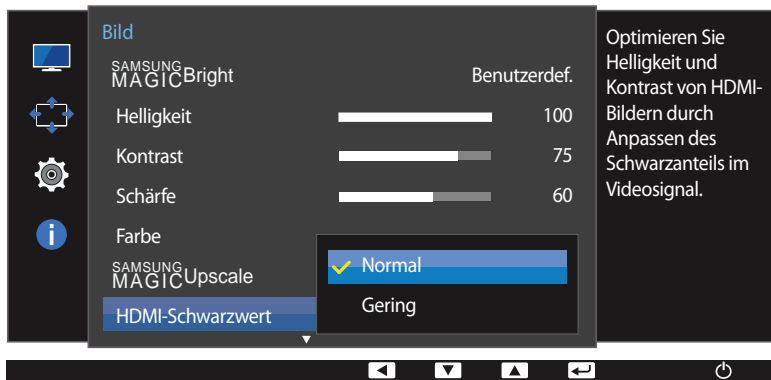 Bild
SAMSUNG
MAGICBright Benutzerdef.
Helligkeit 100
Kontrast 75
Schärfe 60
Farbe
SAMSUNG
MAGICUpscale
HDMI-Schwarzwert
Normal
Gering
Optimieren Sie
Helligkeit und
Kontrast von HDMI-
Bildern durch
Anpassen des
Schwarzanteils im
Videosignal.